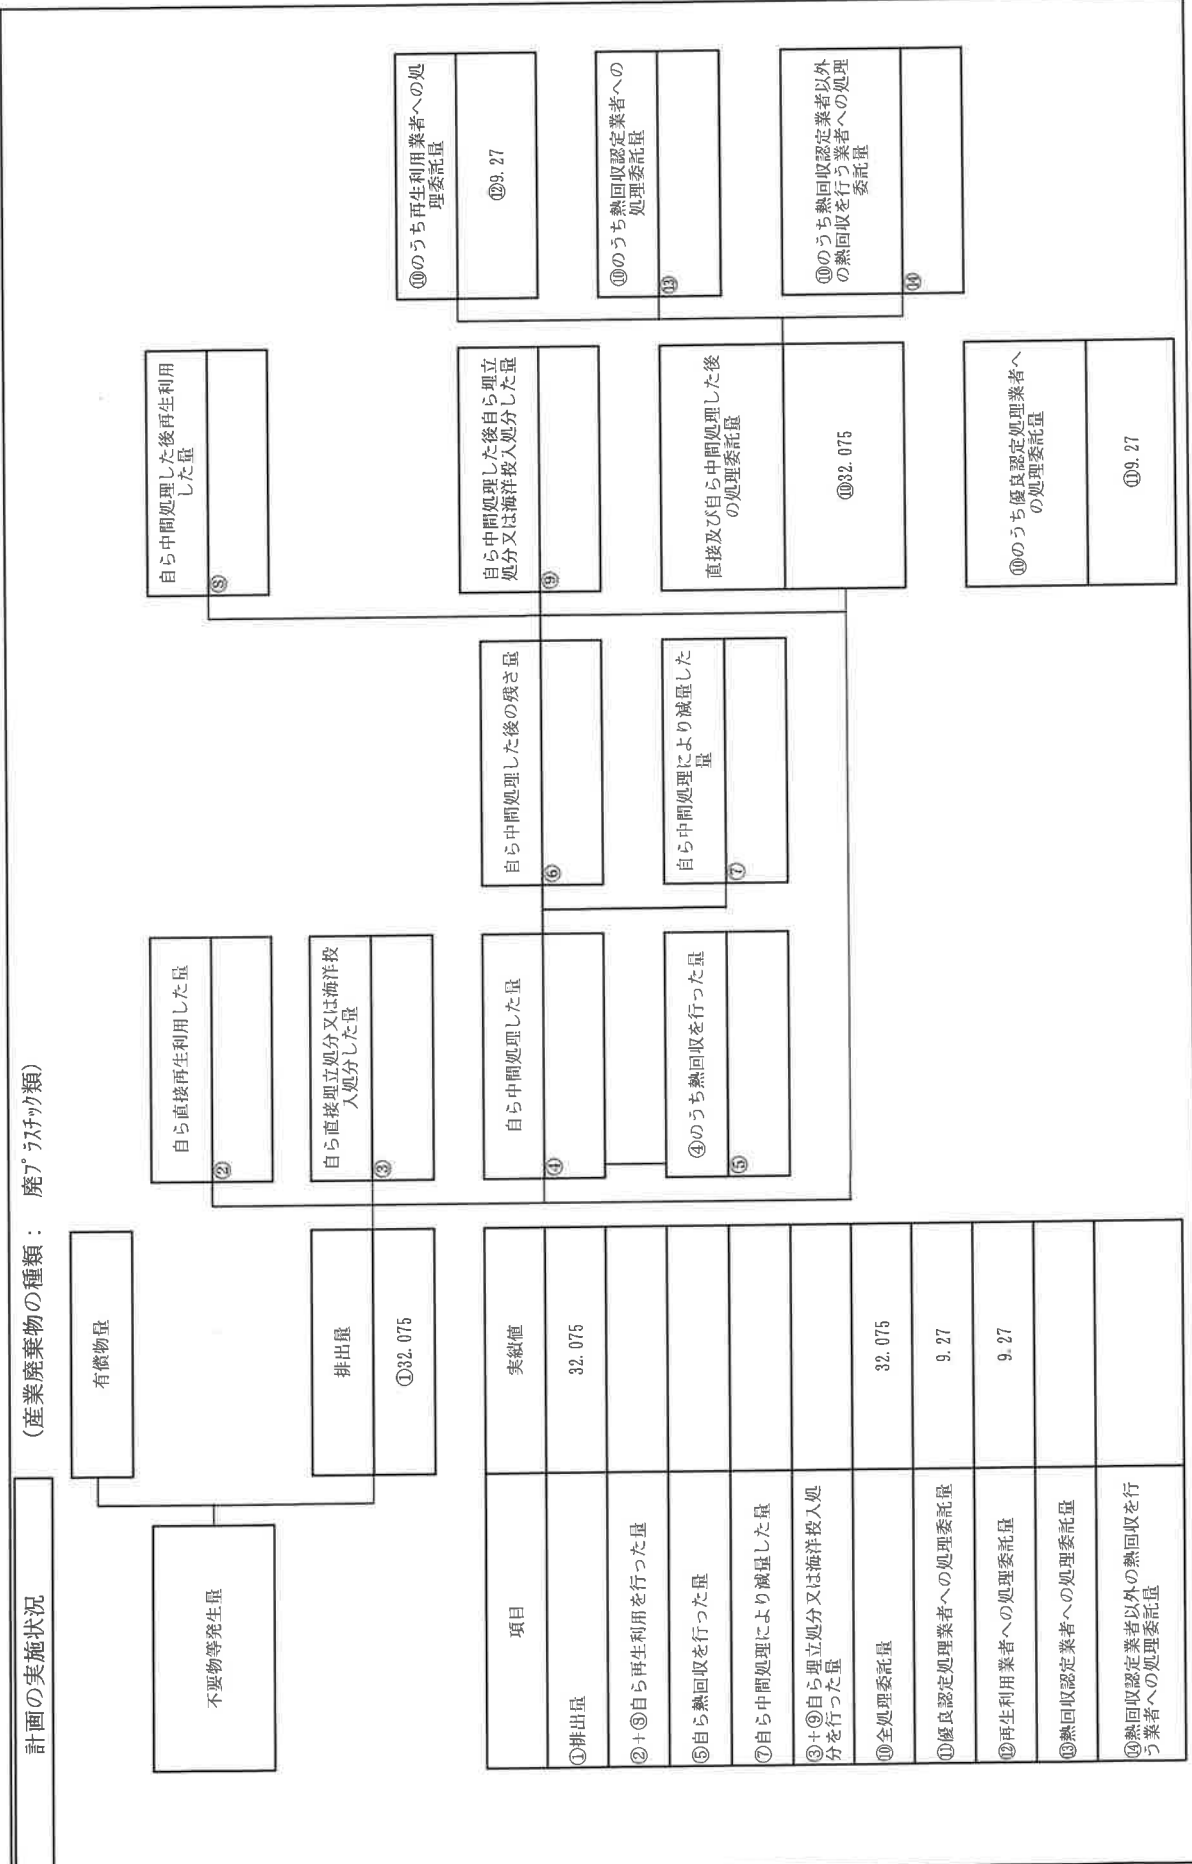 計画の実施状況
(産業廃棄物の種類： 廃プラスチック類)
不要物等発生量
有償物量
排出量
①32.075
自ら直接再生利用した量
②
自ら直接埋立処分又は海洋投
入処分した量
③
自ら中間処理した量
④
④のうち熱回収を行った量
⑤
自ら中間処理した後の残さ量
⑥
自ら中間処理により減量した
量
⑦
自ら中間処理した後再生利用
した量
⑧
自ら中間処理した後自ら埋立
処分又は海洋投入処分した量
⑨
直接及び自ら中間処理した後
の処理委託量
⑩32.075
⑩のうち優良認定処理業者へ
の処理委託量
⑪9.27
⑩のうち再生利用業者への処
理委託量
⑫9.27
⑩のうち熱回収認定業者への
処理委託量
⑬
⑩のうち熱回収認定業者以外
の熱回収を行う業者への処理
委託量
⑭
項目 実績値
①排出量 32.075
②+⑧自ら再生利用を行った量
⑤自ら熱回収を行った量
⑦自ら中間処理により減量した量
③+⑨自ら埋立処分又は海洋投入処
分を行った量
⑩全処理委託量 32.075
⑪優良認定処理業者への処理委託量 9.27
⑫再生利用業者への処理委託量 9.27
⑬熱回収認定業者への処理委託量
⑭熱回収認定業者以外の熱回収を行
う業者への処理委託量